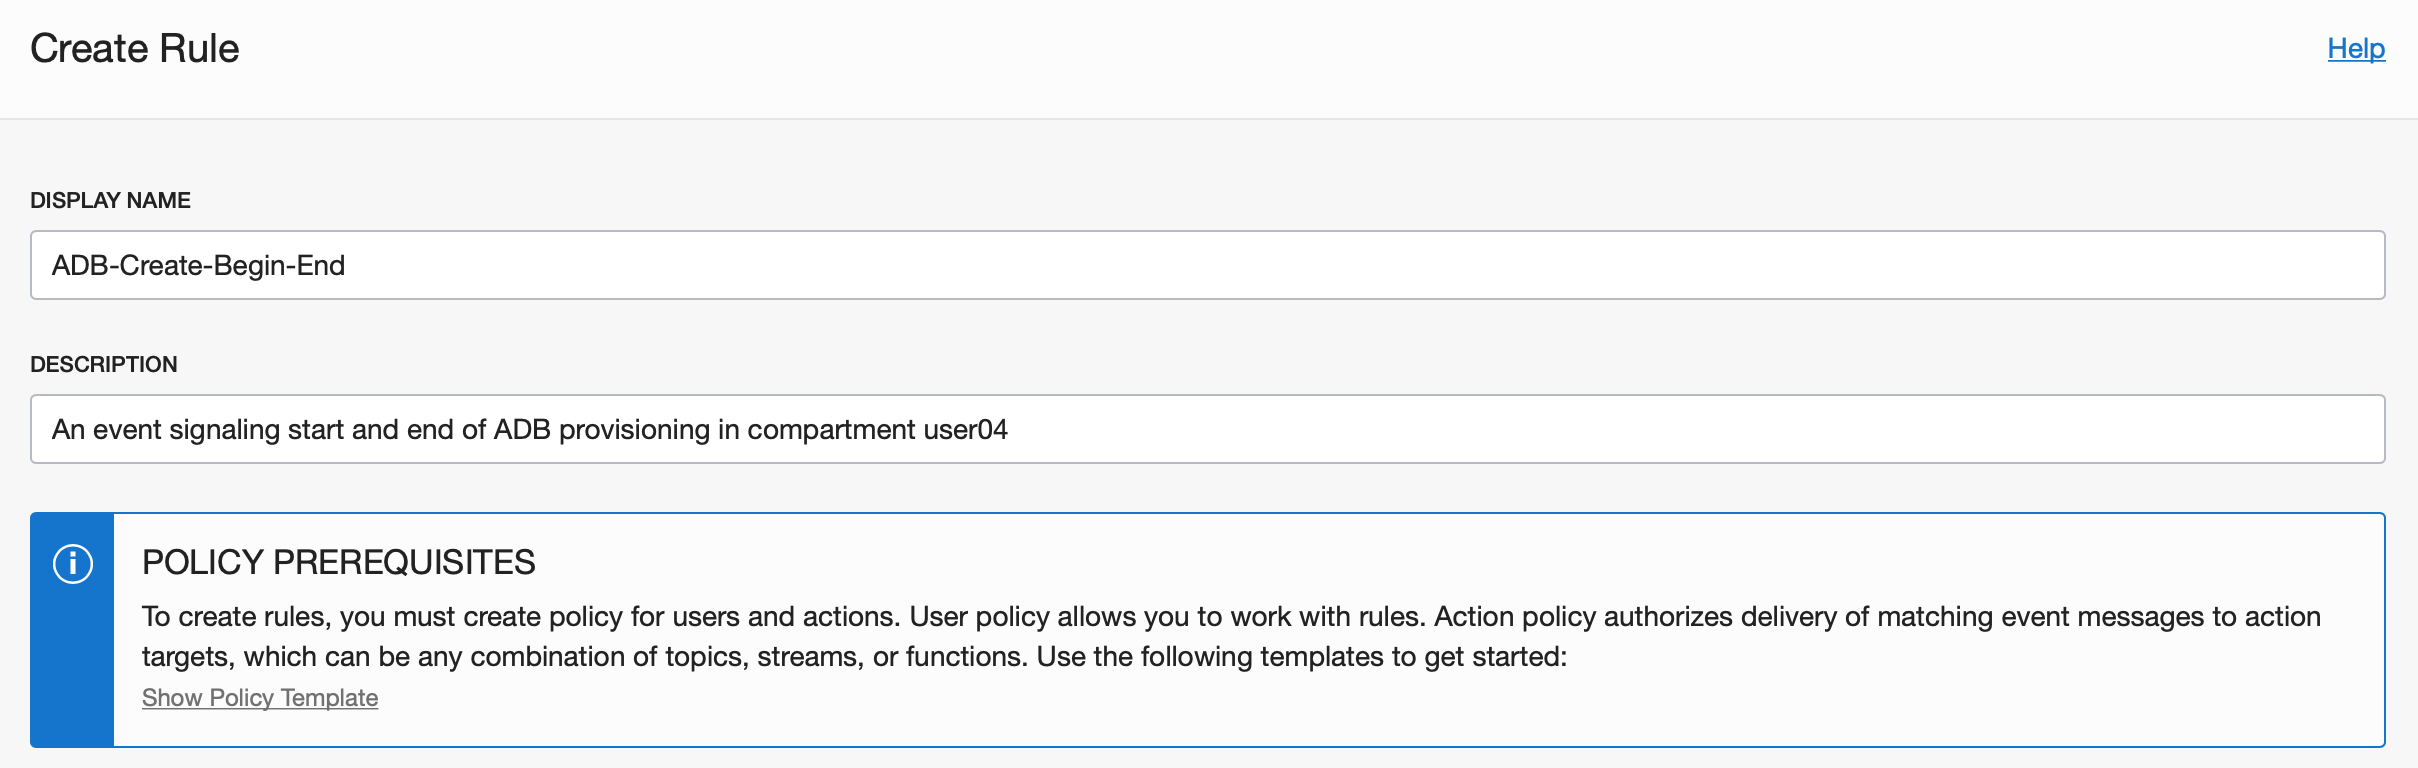 Create Rule
Help
DISPLAY NAME
ADB-Create-Begin-End
DESCRIPTION
An event signaling start and end of ADB provisioning in compartment user04
POLICY PREREQUISITES
To create rules, you must create policy for users and actions. User policy allows you to work with rules. Action policy authorizes delivery of matching event messages to action
targets, which can be any combination of topics, streams, or functions. Use the following templates to get started:
Show Policy Template